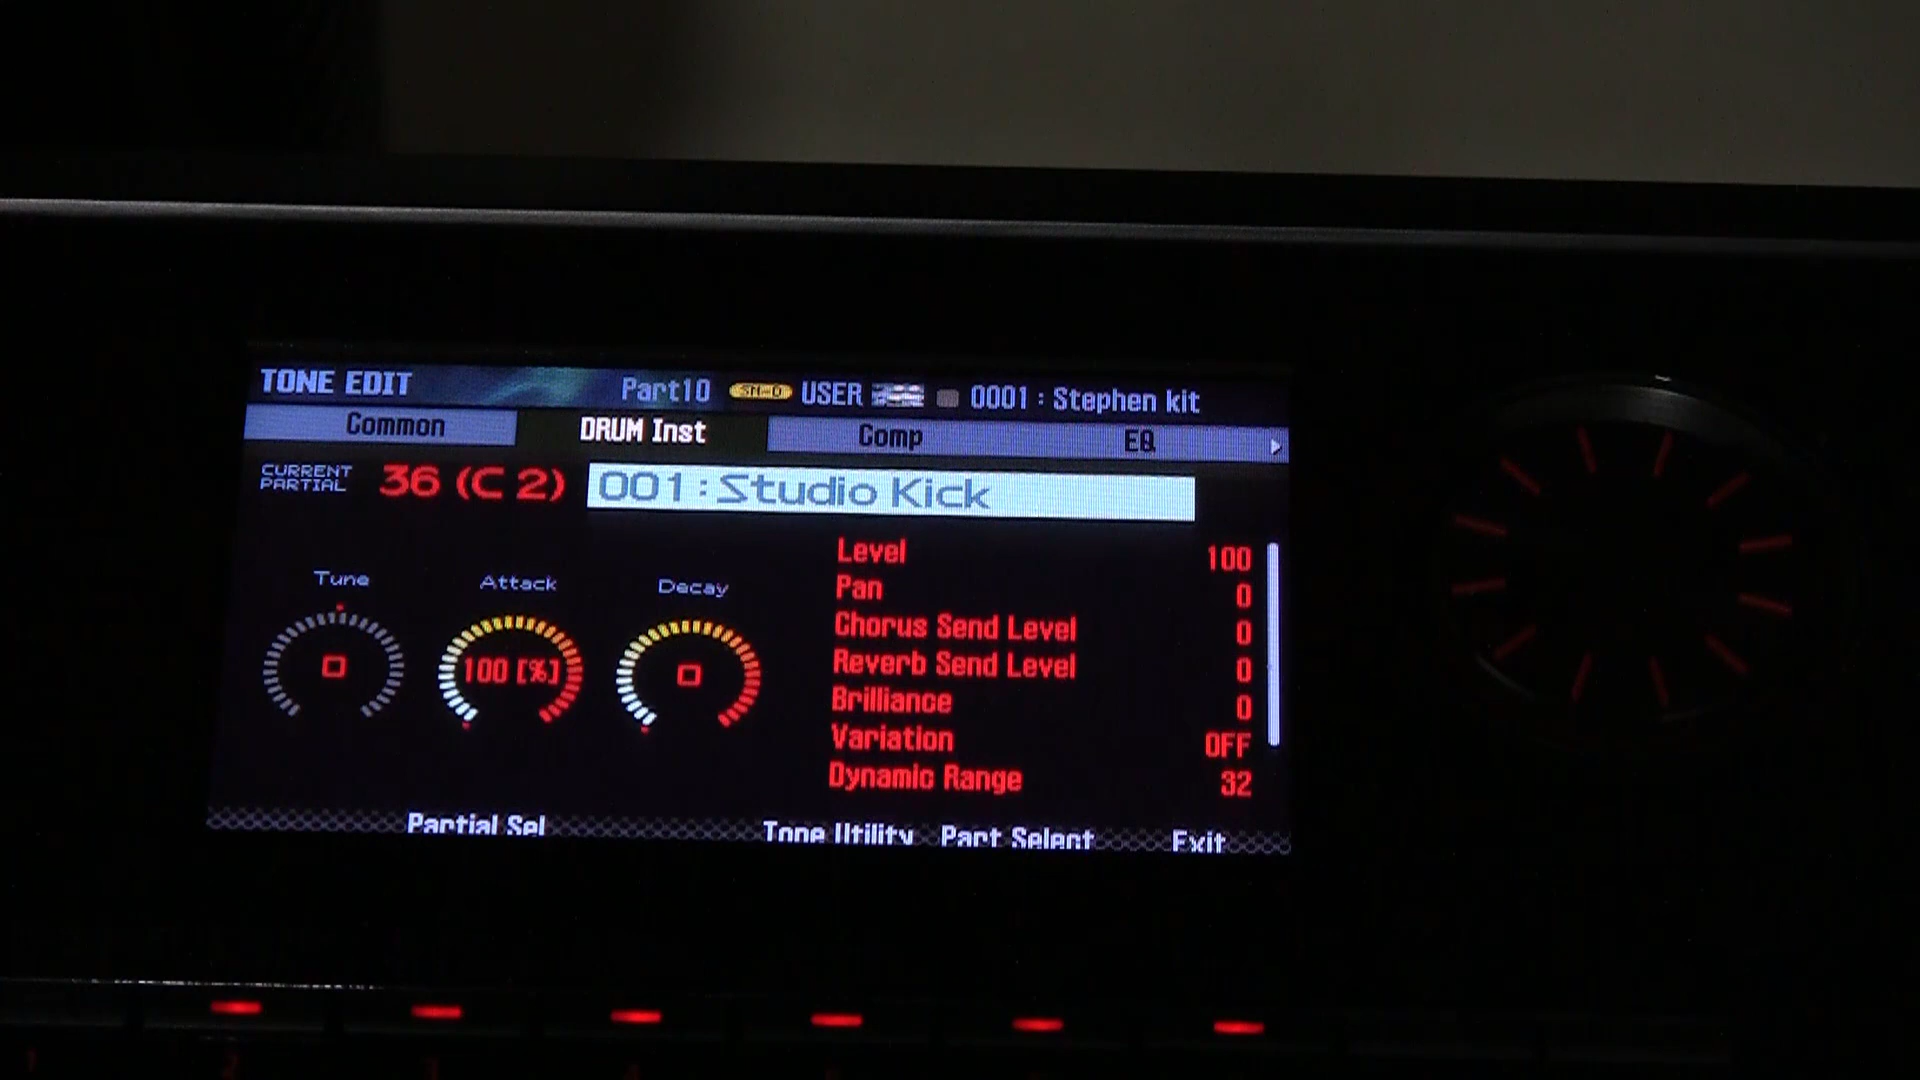 TONE EDIT Part10 SN-D USER 0001 : Stephen kit
Common DRUM Inst Comp EQ
CURRENT PARTIAL 36 (C 2) 001 : Studio Kick
Tune Attack Decay
0 100 [%] 0
Level 100
Pan 0
Chorus Send Level 0
Reverb Send Level 0
Brilliance 0
Variation OFF
Dynamic Range 32
Partial Sel Tone Utility Part Select Exit